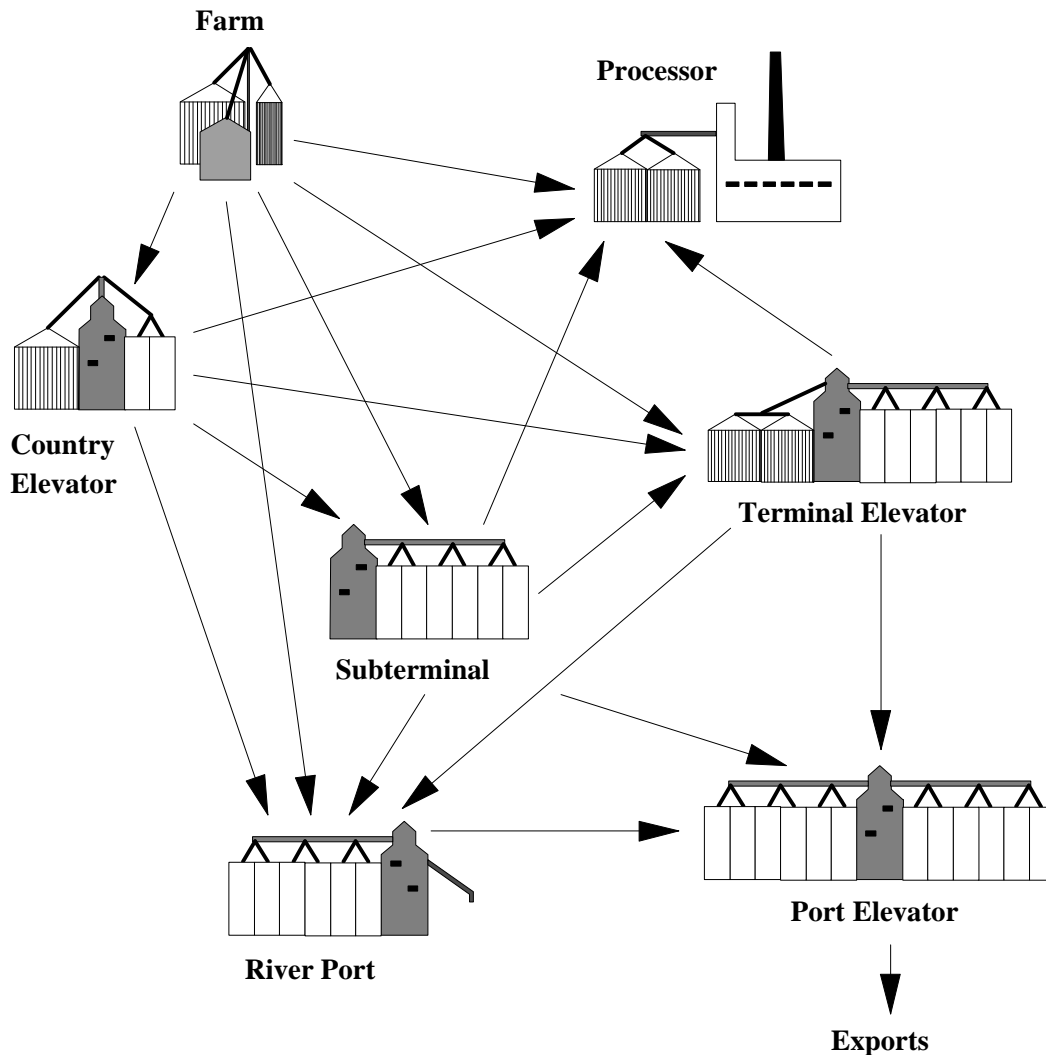 Farm
Processor
Country
Elevator
Terminal Elevator
Subterminal
Port Elevator
River Port
Exports